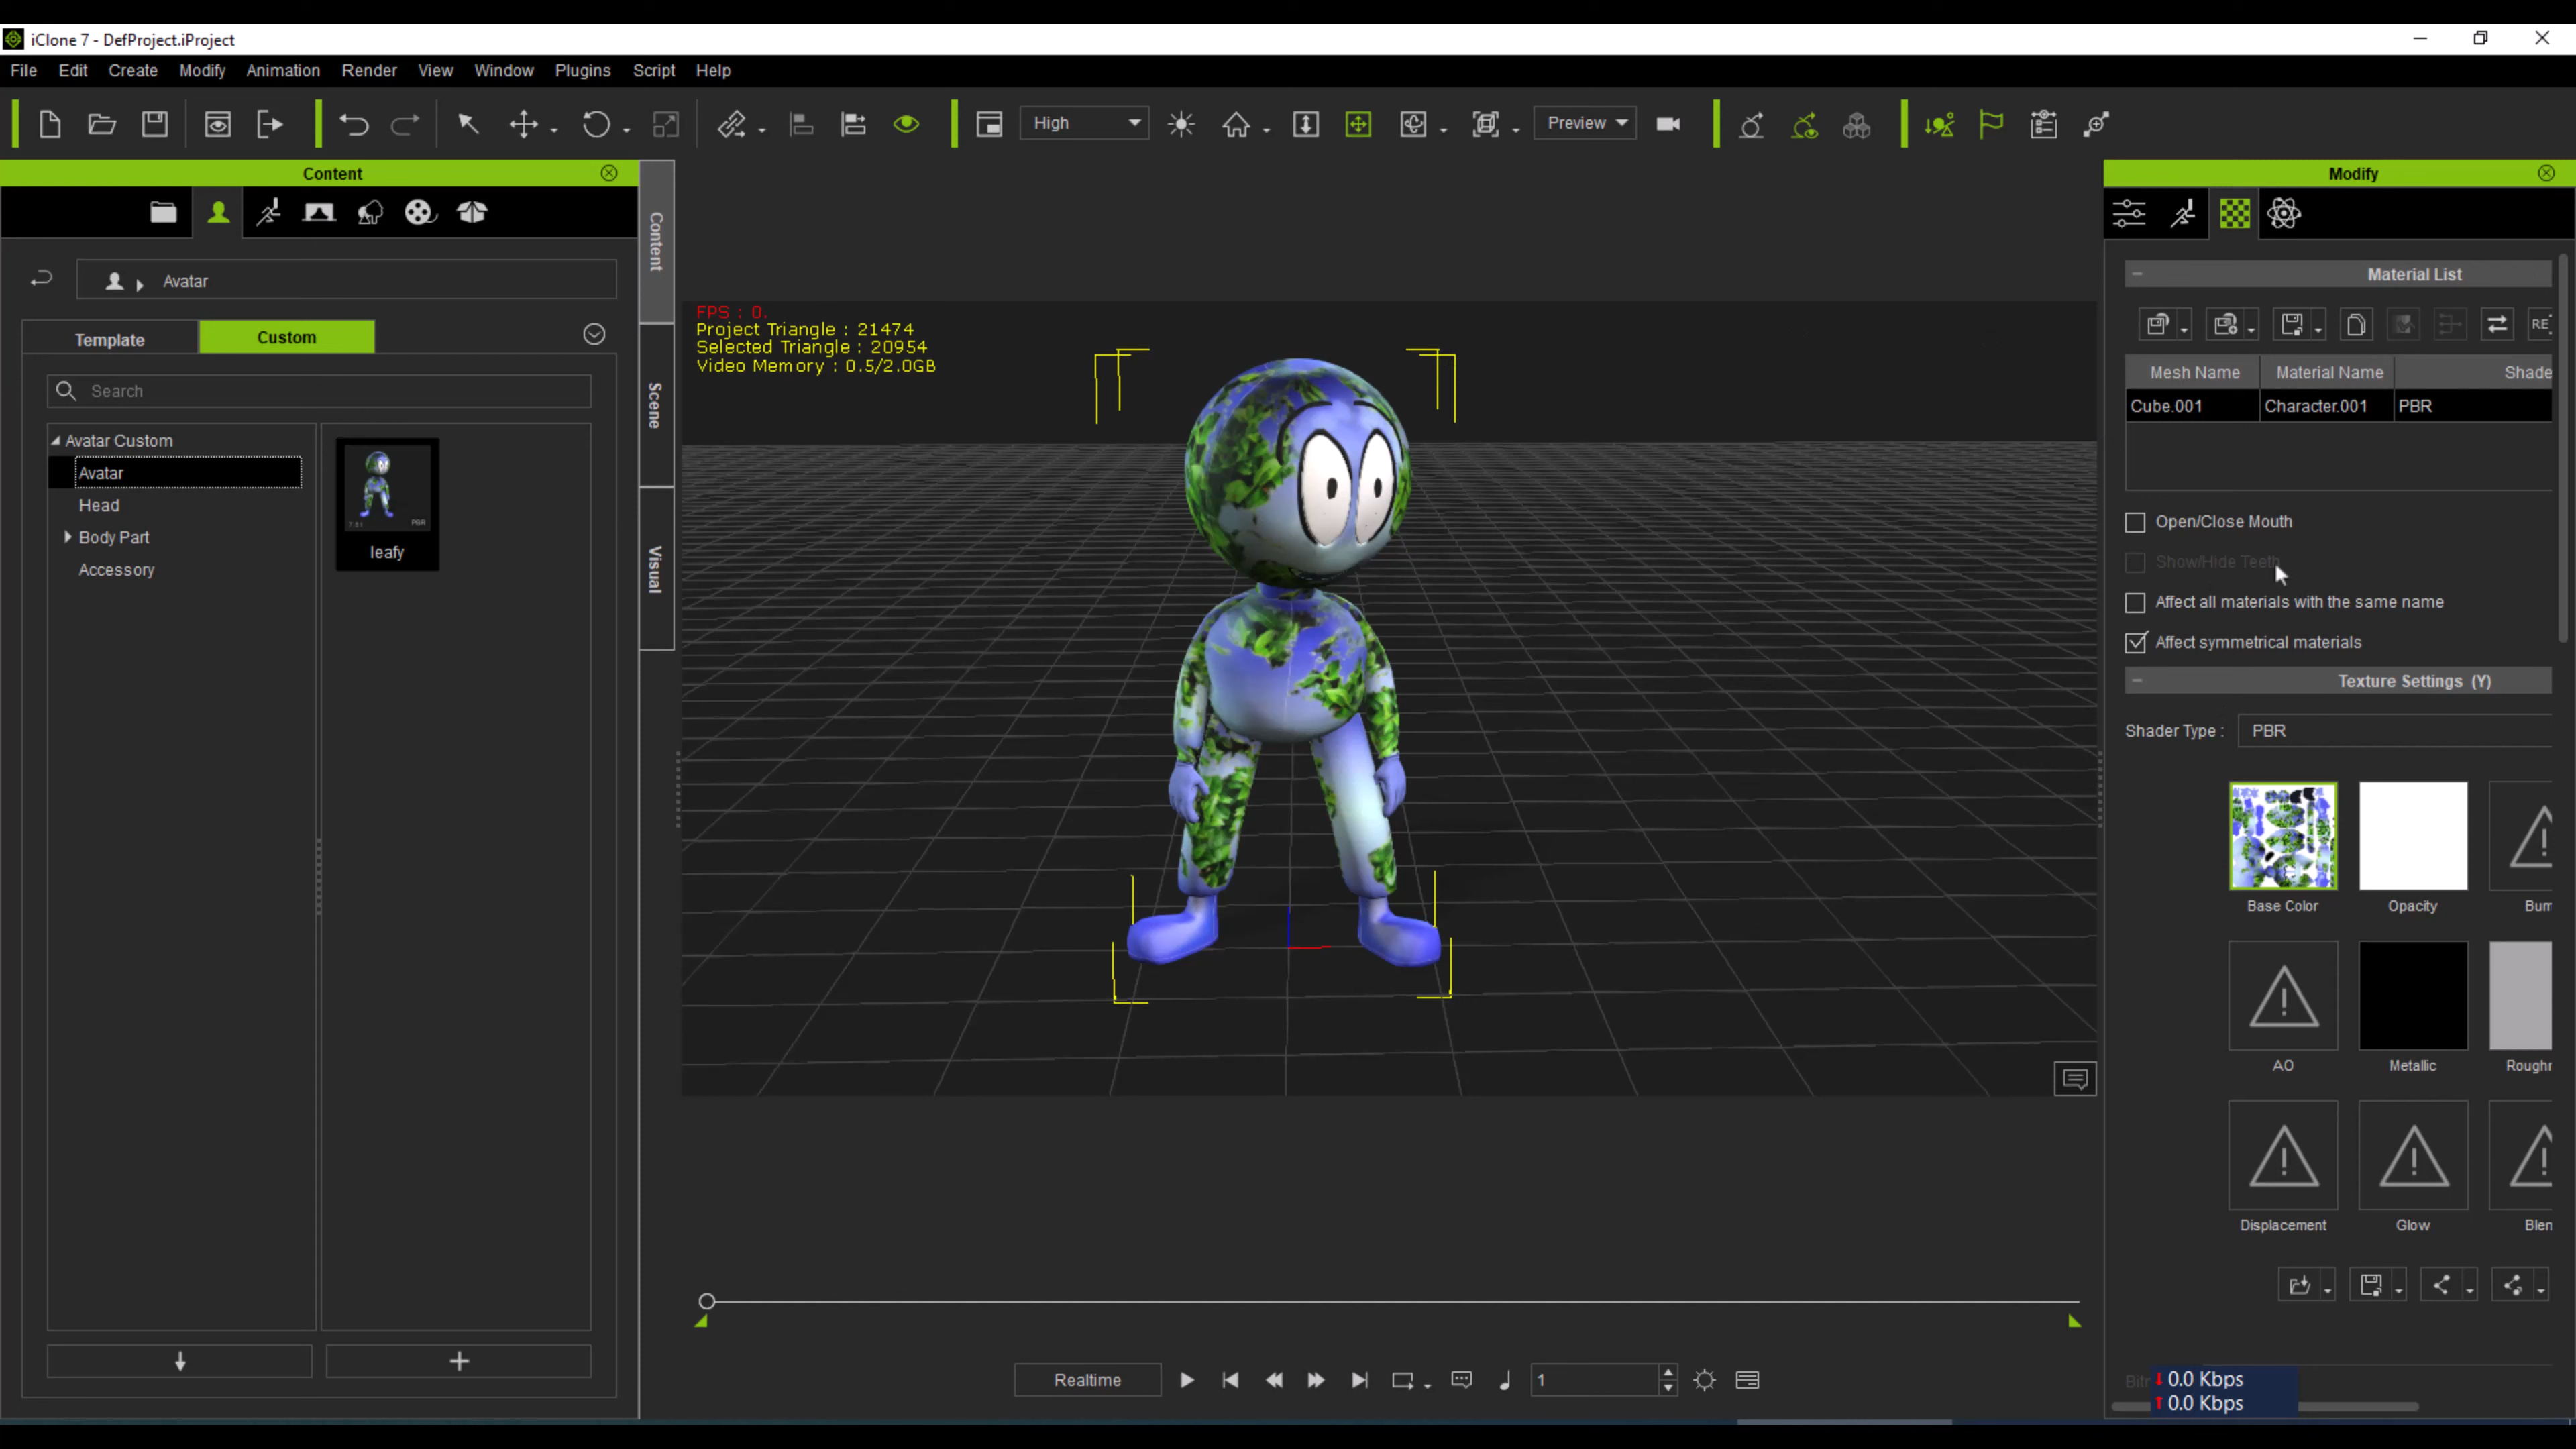 iClone 7 - DefProject.iProject
File Edit Create Modify Animation Render View Window Plugins Script Help
High
Preview
Content
Avatar
Template
Custom
Search
Avatar Custom
Avatar
Head
Body Part
Accessory
PBR
leafy
Content
Scene
Visual
FPS : 0.
Project Triangle : 21474
Selected Triangle : 20954
Video Memory : 0.5/2.0GB
Realtime
1
Modify
Material List
RE
Mesh Name Material Name Shade
Cube.001 Character.001 PBR
Open/Close Mouth
Show/Hide Teeth
Affect all materials with the same name
Affect symmetrical materials
Texture Settings (Y)
Shader Type : PBR
Base Color Opacity Bum
AO Metallic Roughr
Displacement Glow Blen
0.0 Kbps
0.0 Kbps